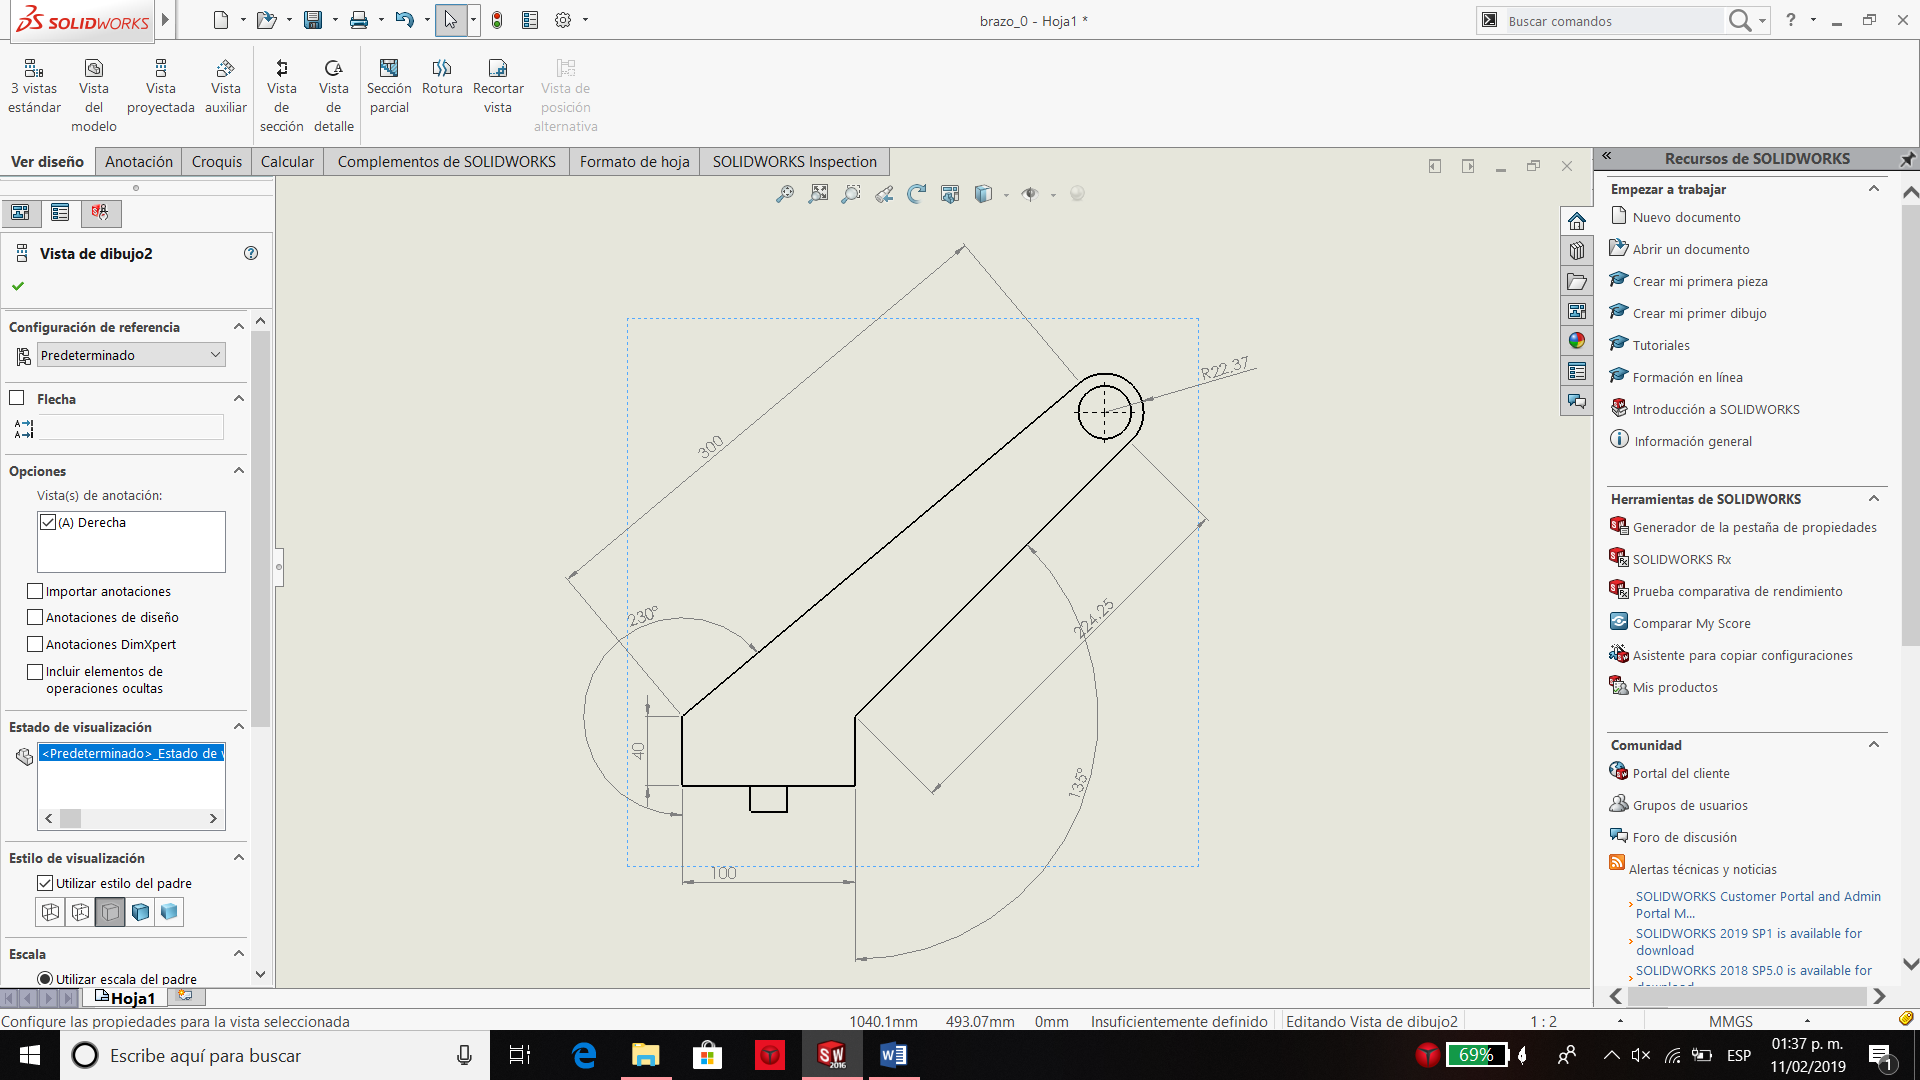 SOLIDWORKS
brazo_0 - Hoja1 *
Buscar comandos
?
3 vistas estándar
Vista del modelo
Vista proyectada
Vista auxiliar
Vista de sección
Vista de detalle
Sección parcial
Rotura
Recortar vista
Vista de posición alternativa
Ver diseño
Anotación
Croquis
Calcular
Complementos de SOLIDWORKS
Formato de hoja
SOLIDWORKS Inspection
Vista de dibujo2
Configuración de referencia
Predeterminado
Flecha
Opciones
Vista(s) de anotación:
(A) Derecha
Importar anotaciones
Anotaciones de diseño
Anotaciones DimXpert
Incluir elementos de
operaciones ocultas
Estado de visualización
<Predeterminado>_Estado de v
Estilo de visualización
Utilizar estilo del padre
Escala
Utilizar escala del padre
300
R22.37
230°
224.25
40
135°
100
Recursos de SOLIDWORKS
Empezar a trabajar
Nuevo documento
Abrir un documento
Crear mi primera pieza
Crear mi primer dibujo
Tutoriales
Formación en línea
Introducción a SOLIDWORKS
Información general
Herramientas de SOLIDWORKS
Generador de la pestaña de propiedades
SOLIDWORKS Rx
Prueba comparativa de rendimiento
Comparar My Score
Asistente para copiar configuraciones
Mis productos
Comunidad
Portal del cliente
Grupos de usuarios
Foro de discusión
Alertas técnicas y noticias
SOLIDWORKS Customer Portal and Admin
Portal M...
SOLIDWORKS 2019 SP1 is available for
download
SOLIDWORKS 2018 SP5.0 is available for
Hoja1
Configure las propiedades para la vista seleccionada
1040.1mm
493.07mm
0mm
Insuficientemente definido
Editando Vista de dibujo2
1 : 2
MMGS
Escribe aquí para buscar
SW
2016
69%
ESP
01:37 p. m.
11/02/2019
1